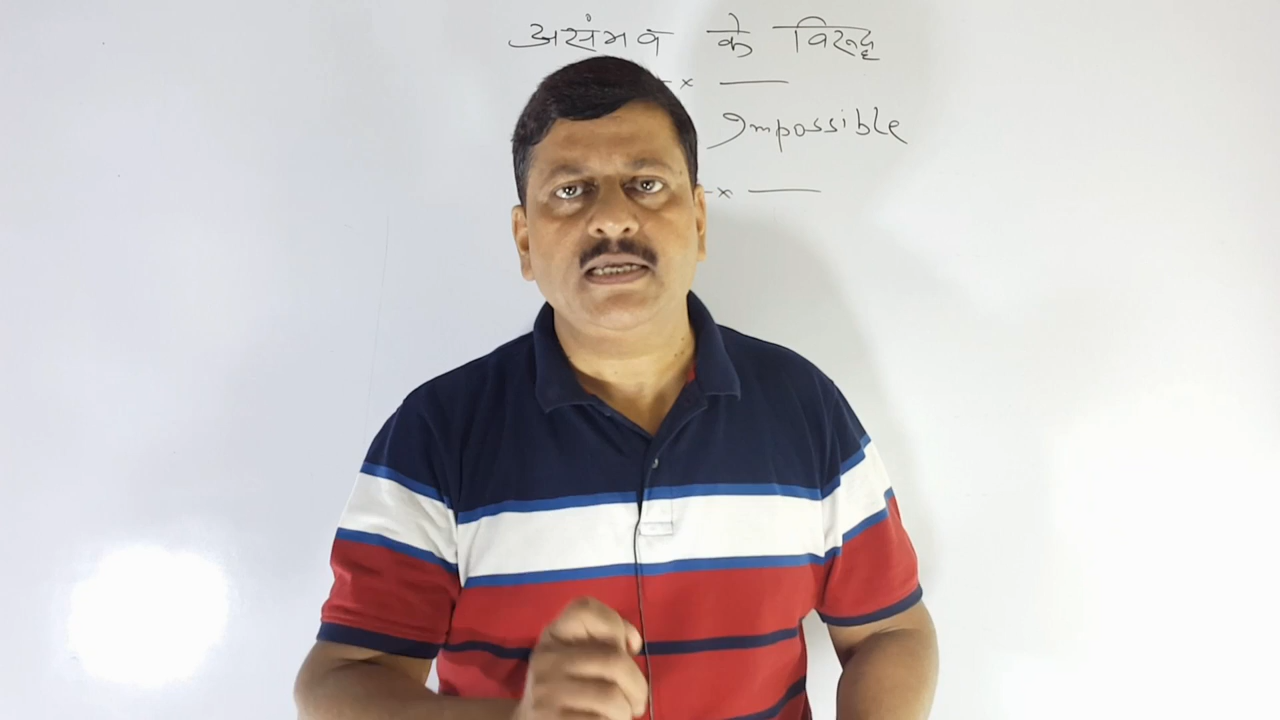 असंभव के विरूद्ध
× —
Impossible
× —